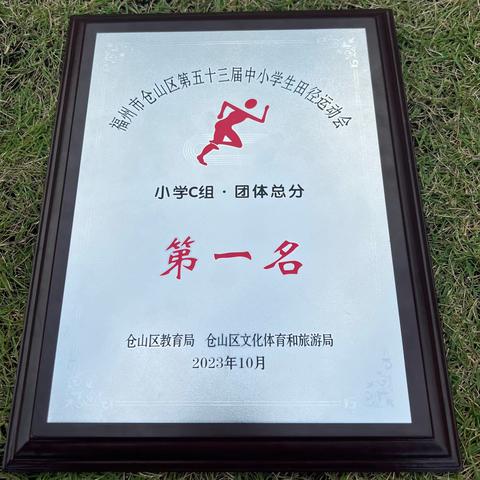 福州市仓山区第五十三届中小学生田径运动会
小学C组·团体总分
第一名
仓山区教育局 仓山区文化体育和旅游局
2023年10月